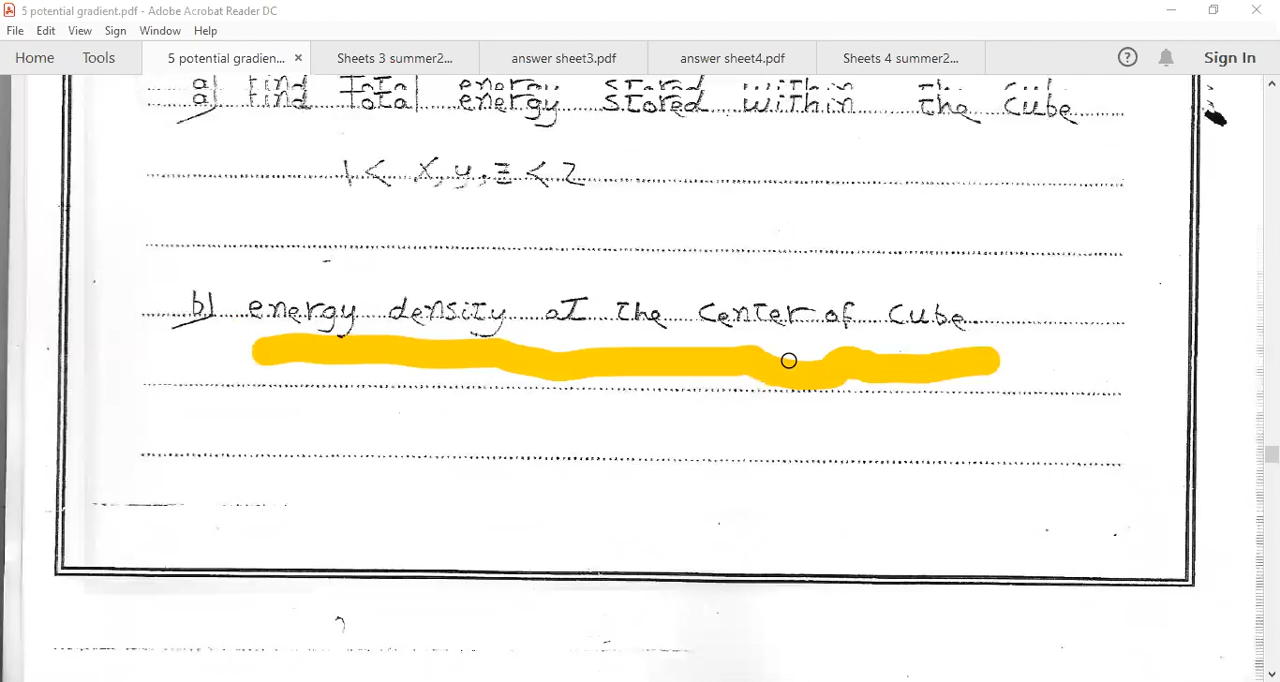 5 potential gradient.pdf - Adobe Acrobat Reader DC
File Edit View Sign Window Help
Home Tools 5 potential gradien... × Sheets 3 summer2... answer sheet3.pdf answer sheet4.pdf Sheets 4 summer2... Sign In
a) Find Total energy stored within the cube
1 < x, y, z < 2
b) energy density at the center of cube.